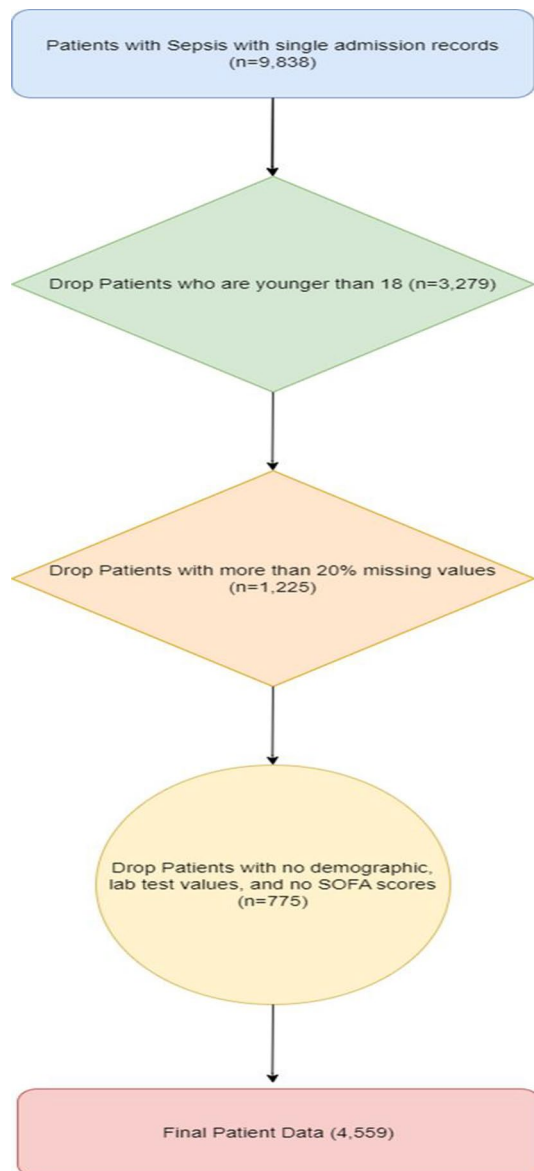 Patients with Sepsis with single admission records
(n=9,838)
Drop Patients who are younger than 18 (n=3,279)
Drop Patients with more than 20% missing values
(n=1,225)
Drop Patients with no demographic,
lab test values, and no SOFA scores
(n=775)
Final Patient Data (4,559)